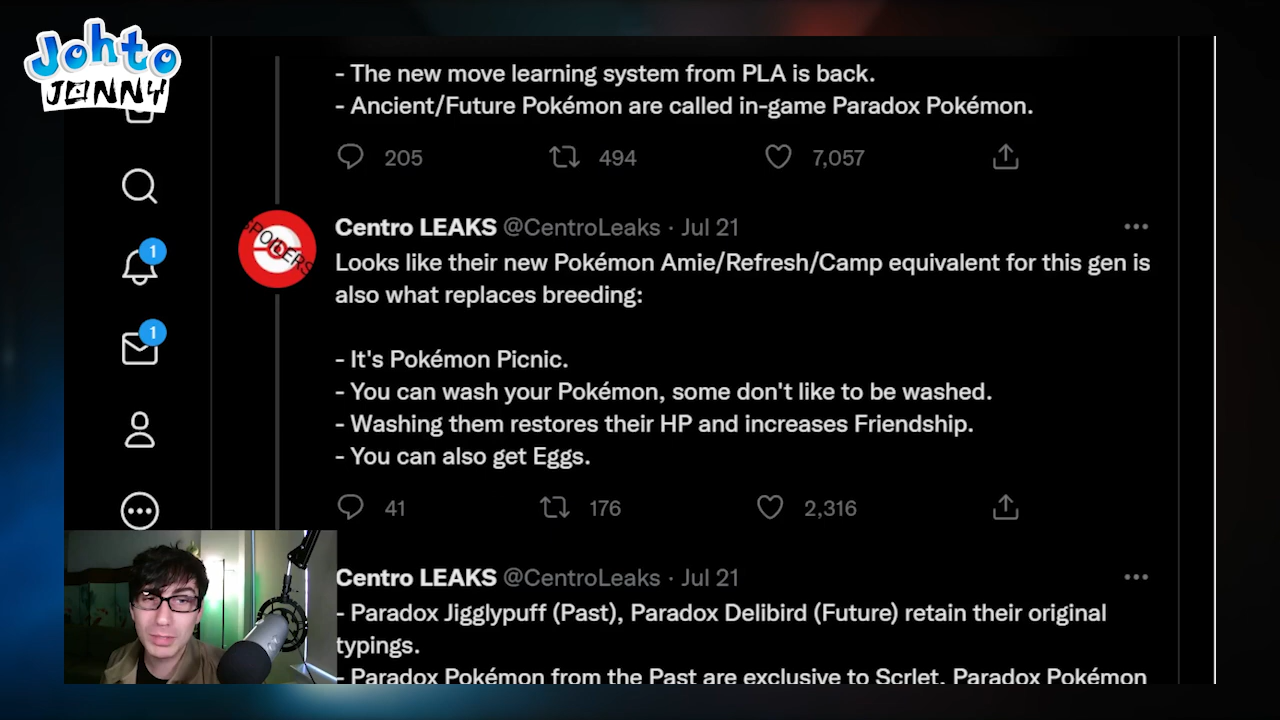 Johto
JONNY
- The new move learning system from PLA is back.
- Ancient/Future Pokémon are called in-game Paradox Pokémon.
205 494 7,057
SPOILERS
Centro LEAKS @CentroLeaks · Jul 21
1
Looks like their new Pokémon Amie/Refresh/Camp equivalent for this gen is
also what replaces breeding:
1
- It's Pokémon Picnic.
- You can wash your Pokémon, some don't like to be washed.
- Washing them restores their HP and increases Friendship.
- You can also get Eggs.
41 176 2,316
Centro LEAKS @CentroLeaks · Jul 21
- Paradox Jigglypuff (Past), Paradox Delibird (Future) retain their original
typings.
- Paradox Pokémon from the Past are exclusive to Scrlet, Paradox Pokémon